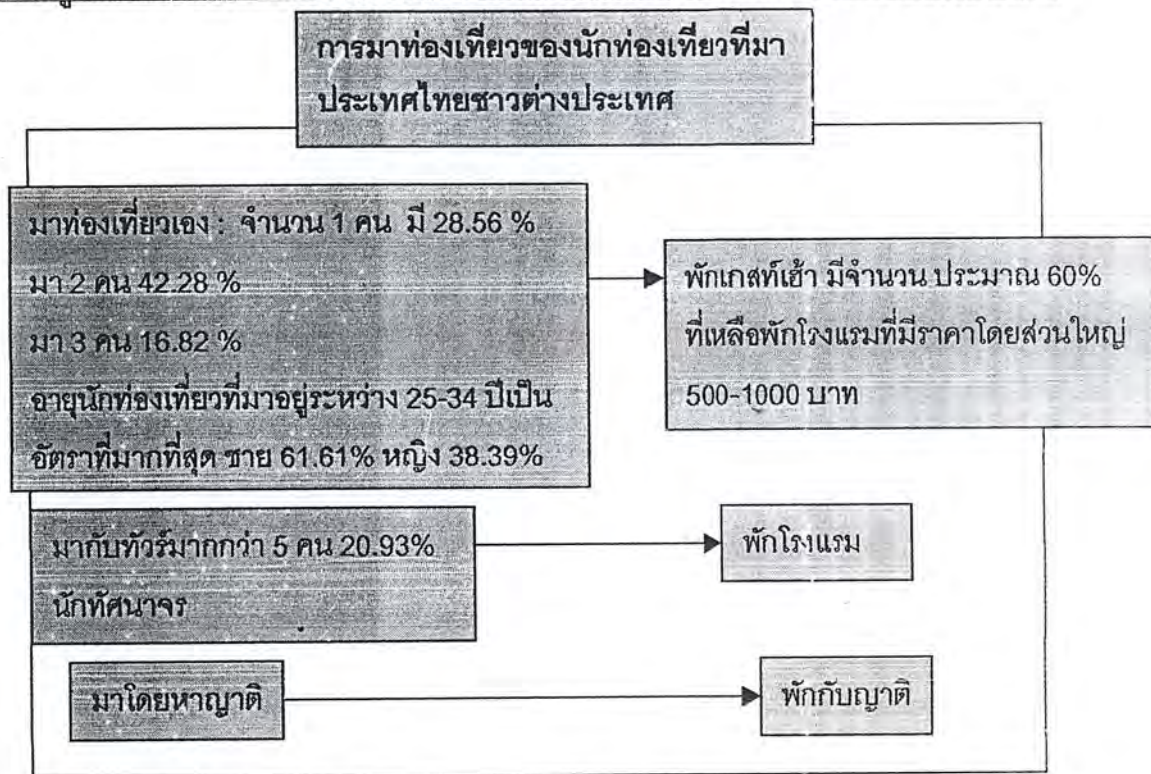 การมาท่องเที่ยวของนักท่องเที่ยวที่มา
ประเทศไทยชาวต่างประเทศ
มาท่องเที่ยวเอง : จำนวน 1 คน มี 28.56 %
มา 2 คน 42.28 %
มา 3 คน 16.82 %
อายุนักท่องเที่ยวที่มาอยู่ระหว่าง 25-34 ปีเป็น
อัตราที่มากที่สุด ชาย 61.61% หญิง 38.39%
พักเกสท์เฮ้า มีจำนวน ประมาณ 60%
ที่เหลือพักโรงแรมที่มีราคาโดยส่วนใหญ่
500-1000 บาท
มากับทัวร์มากกว่า 5 คน 20.93%
นักทัศนาจร
พักโรงแรม
มาโดยหาญาติ
พักกับญาติ